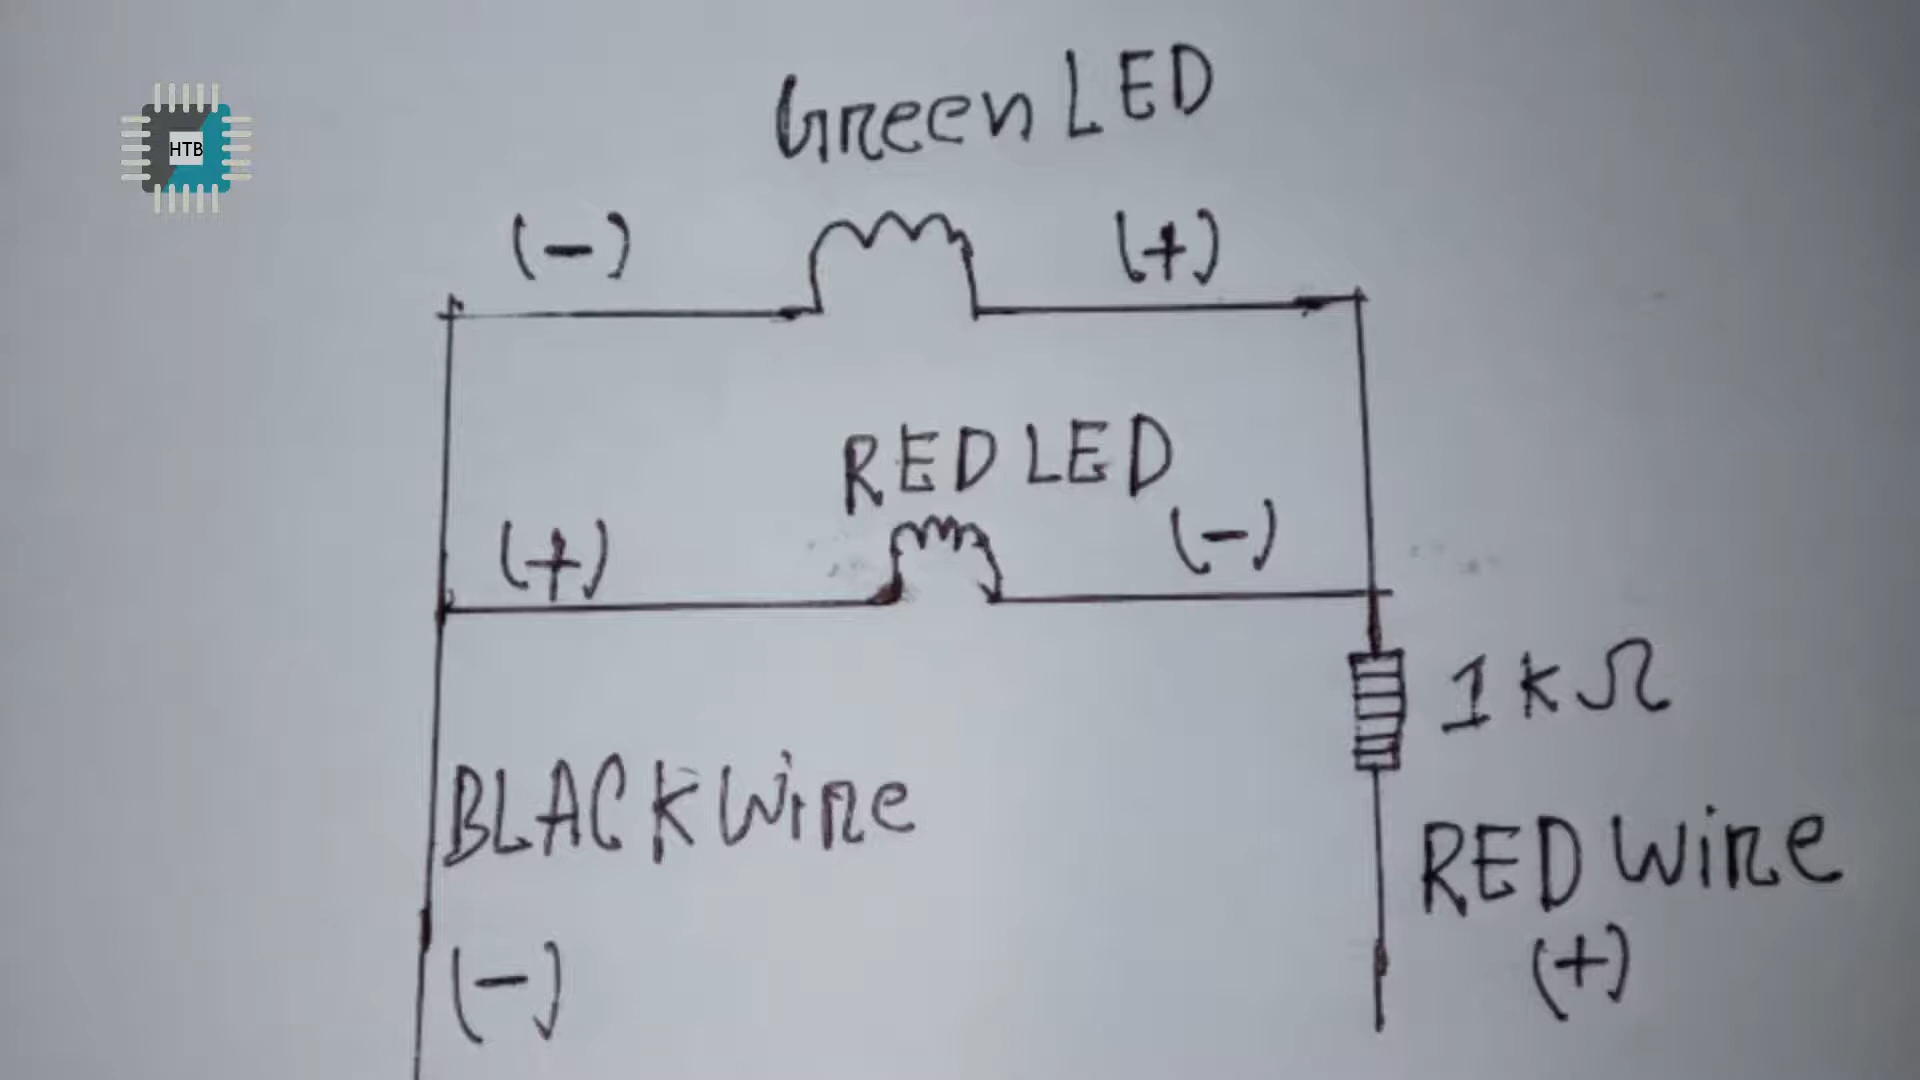 HTB
Green LED
(-) (+)
RED LED
(+) (-)
1kΩ
BLACK Wire
RED Wire
(-) (+)